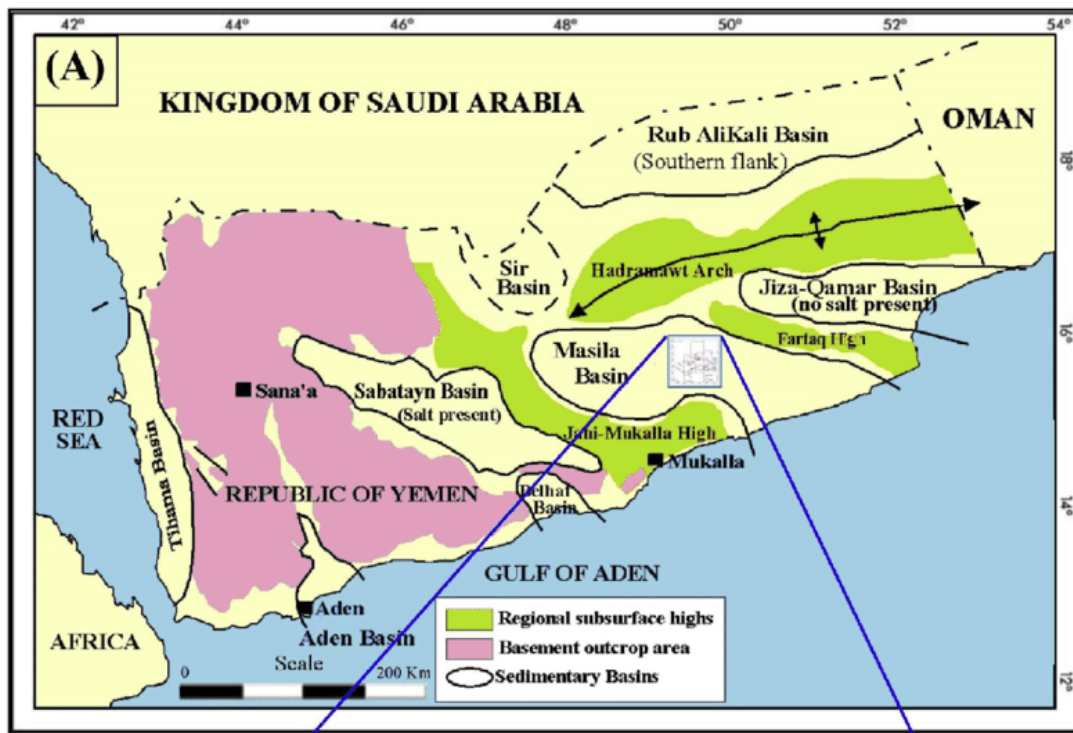 42°
44°
46°
48°
50°
52°
54°
(A)
KINGDOM OF SAUDI ARABIA
OMAN
Rub AliKali Basin
(Southern flank)
18°
Sir
Basin
Hadramawt Arch
Jiza-Qamar Basin
(no salt present)
16°
Fartaq High
Masila
Basin
Sana'a
Sabatayn Basin
(Salt present)
RED
SEA
Jahi-Mukalla High
Mukalla
Tihama Basin
REPUBLIC OF YEMEN
Belhaf
Basin
14°
GULF OF ADEN
Aden
Aden Basin
AFRICA
Scale
0
200 Km
Regional subsurface highs
Basement outcrop area
Sedimentary Basins
12°